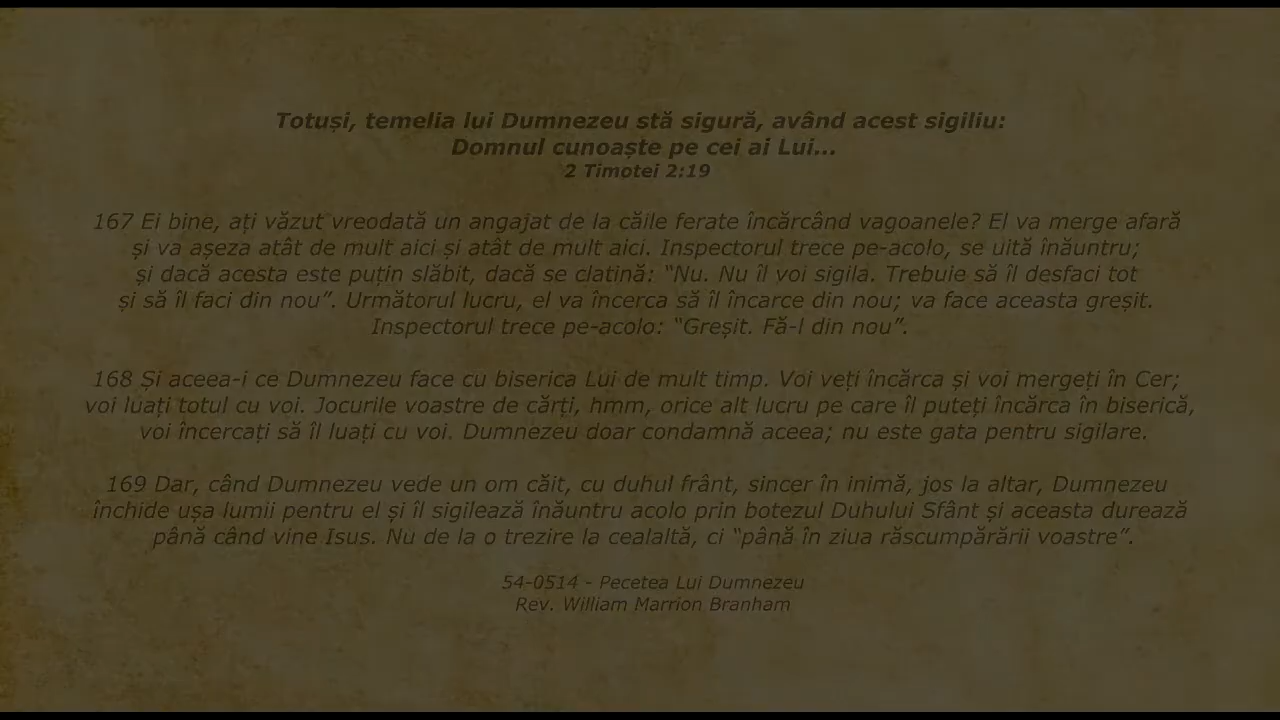 Totuși, temelia lui Dumnezeu stă sigură, având acest sigiliu:
Domnul cunoaște pe cei ai Lui...
2 Timotei 2:19
167 Ei bine, ați văzut vreodată un angajat de la căile ferate încărcând vagoanele? El va merge afară
și va așeza atât de mult aici și atât de mult aici. Inspectorul trece pe-acolo, se uită înăuntru;
și dacă acesta este puțin slăbit, dacă se clatină: “Nu. Nu îl voi sigila. Trebuie să îl desfaci tot
și să îl faci din nou”. Următorul lucru, el va încerca să îl încarce din nou; va face aceasta greșit.
Inspectorul trece pe-acolo: “Greșit. Fă-l din nou”.
168 Și aceea-i ce Dumnezeu face cu biserica Lui de mult timp. Voi veți încărca și voi mergeți în Cer;
voi luați totul cu voi. Jocurile voastre de cărți, hmm, orice alt lucru pe care îl puteți încărca în biserică,
voi încercați să îl luați cu voi. Dumnezeu doar condamnă aceea; nu este gata pentru sigilare.
169 Dar, când Dumnezeu vede un om căit, cu duhul frânt, sincer în inimă, jos la altar, Dumnezeu
închide ușa lumii pentru el și îl sigilează înăuntru acolo prin botezul Duhului Sfânt și aceasta durează
până când vine Isus. Nu de la o trezire la cealaltă, ci “până în ziua răscumpărării voastre”.
54-0514 - Pecetea Lui Dumnezeu
Rev. William Marrion Branham